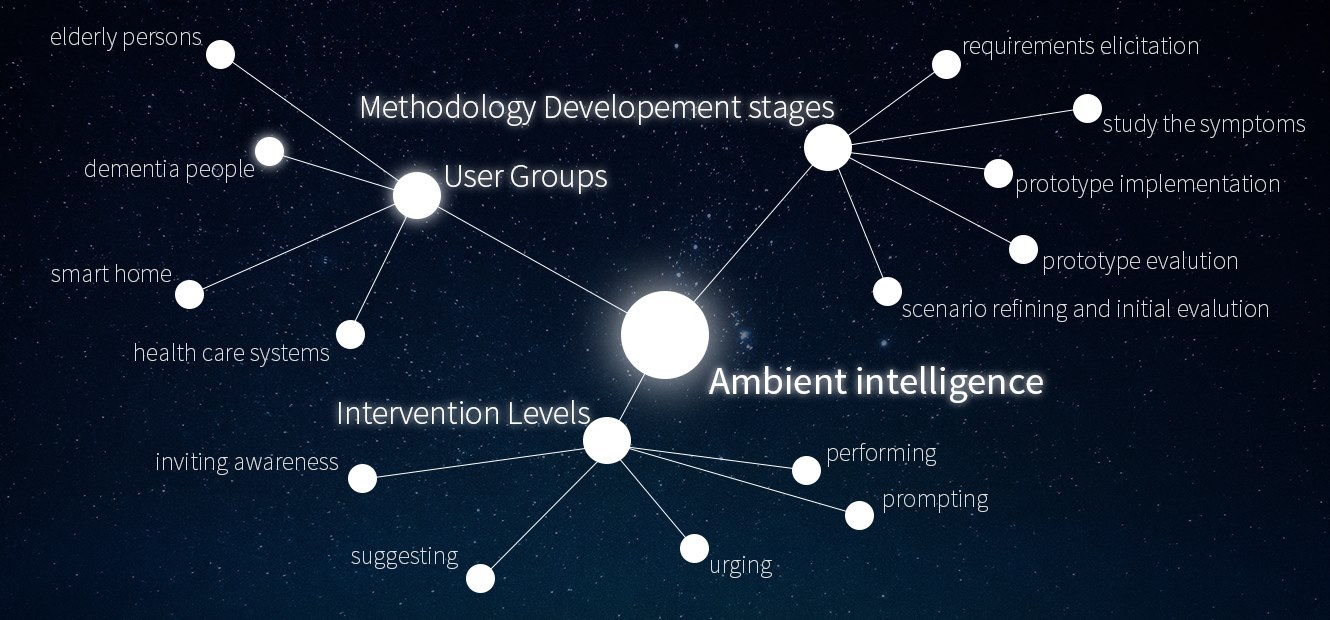 elderly persons
requirements elicitation
Methodology Developement stages
study the symptoms
dementia people
User Groups
prototype implementation
smart home
prototype evalution
scenario refining and initial evalution
health care systems
Ambient intelligence
Intervention Levels
inviting awareness
performing
prompting
suggesting
urging